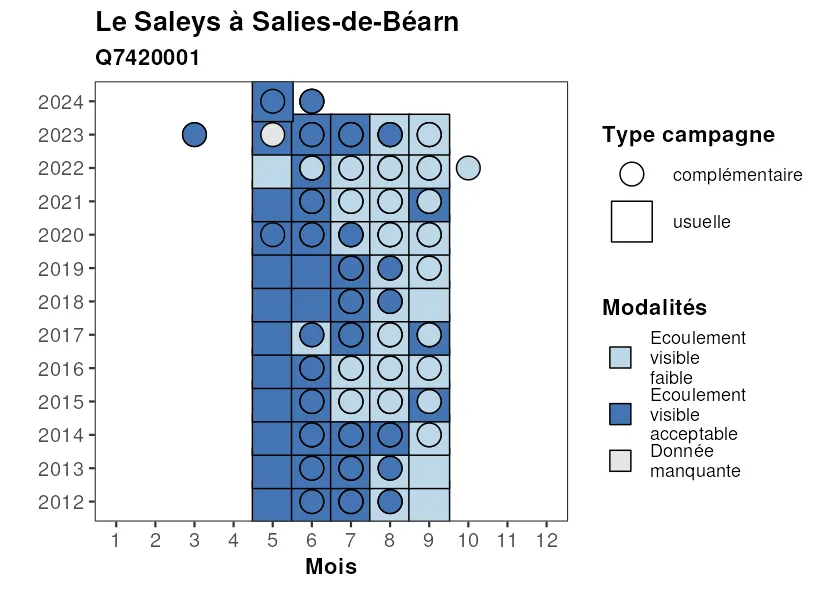 Le Saleys à Salies-de-Béarn
Q7420001
2024
2023
2022
2021
2020
2019
2018
2017
2016
2015
2014
2013
2012
1 2 3 4 5 6 7 8 9 10 11 12
Mois
Type campagne
complémentaire
usuelle
Modalités
Ecoulement
visible
faible
Ecoulement
visible
acceptable
Donnée
manquante